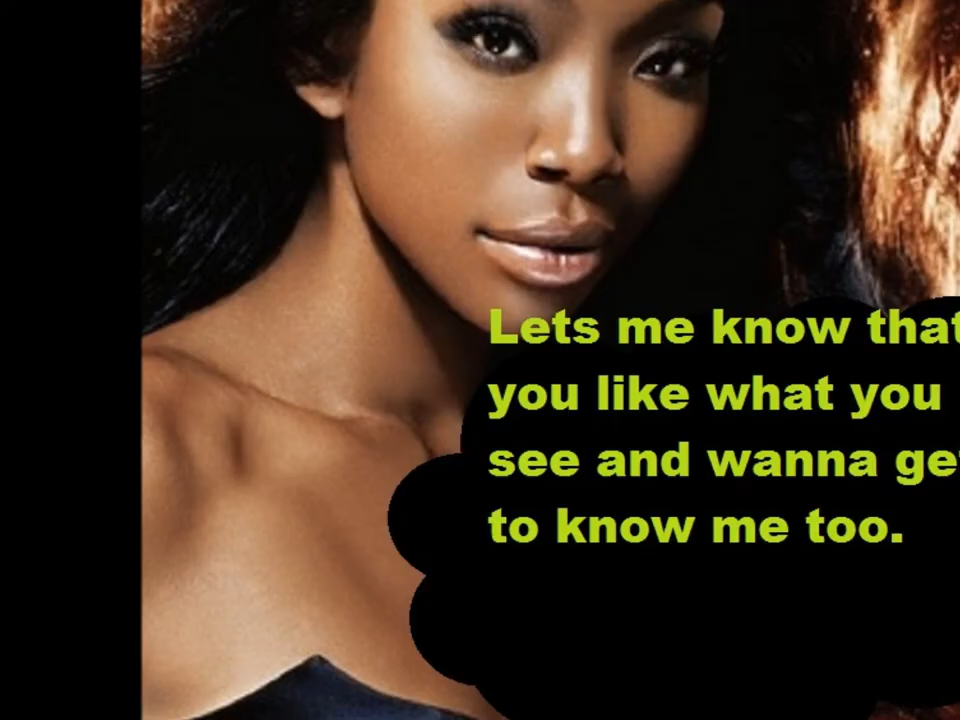 Lets me know that
you like what you
see and wanna get
to know me too.